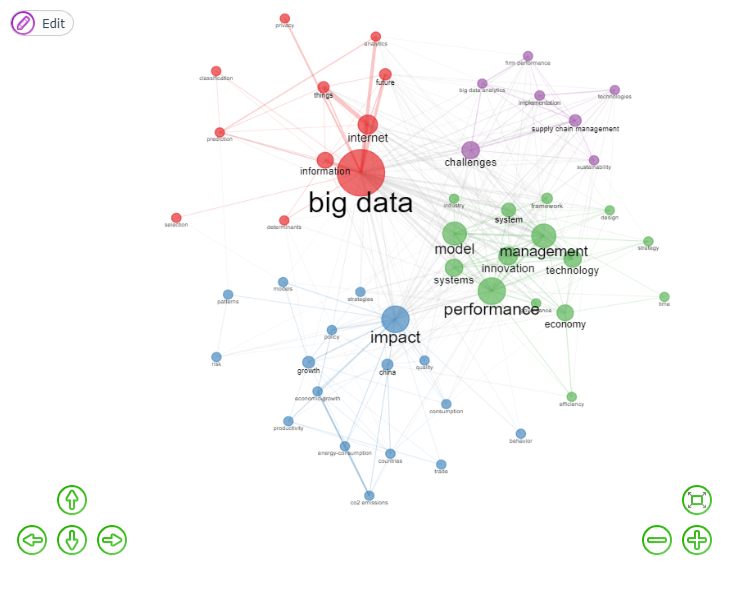 Edit
privacy
analytics
firm performance
classification
future
big data analytics
things
technologies
implementation
prediction
internet
supply chain management
information
challenges
sustainability
big data
industry
framework
selection
determinants
system
design
model
management
strategy
systems
innovation
technology
models
patterns
strategies
performance
time
economy
impact
policy
risk
growth
china
quality
economic-growth
efficiency
consumption
productivity
behavior
energy-consumption
countries
trade
co2 emissions